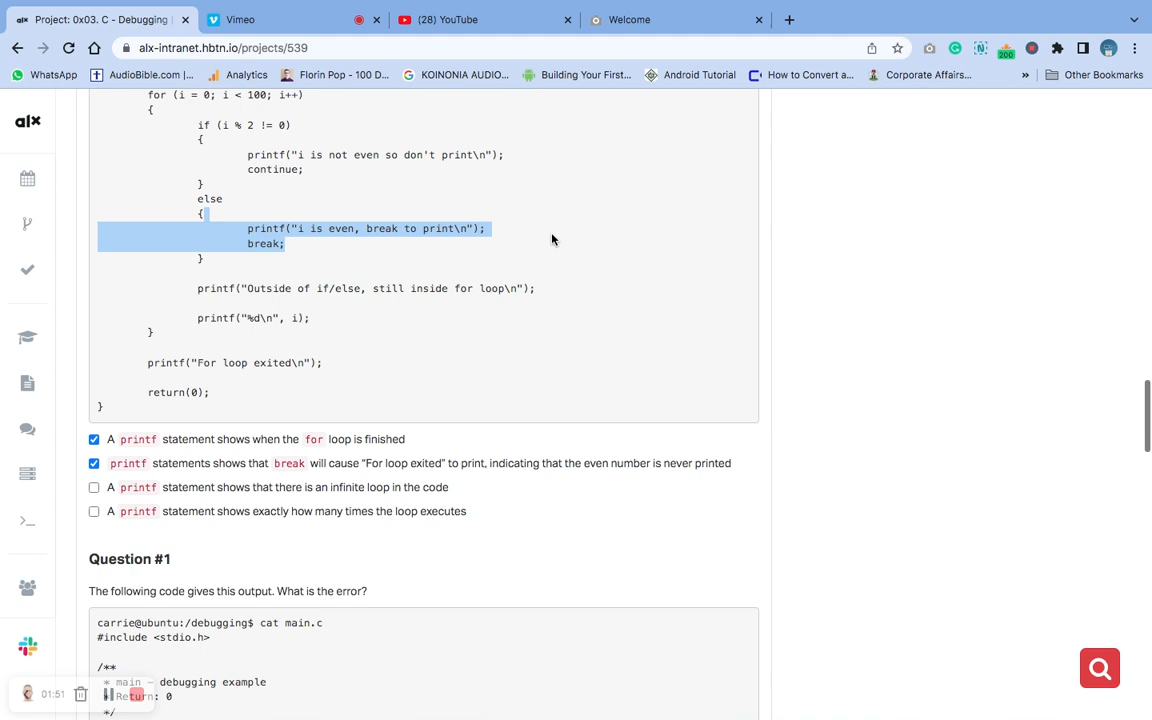 Project: 0x03. C - Debugging |
Vimeo
(28) YouTube
Welcome
alx-intranet.hbtn.io/projects/539
200
WhatsApp
AudioBible.com |...
Analytics
Florin Pop - 100 D...
KOINONIA AUDIO...
Building Your First...
Android Tutorial
How to Convert a...
Corporate Affairs...
»
Other Bookmarks
alx
for (i = 0; i < 100; i++)
{
if (i % 2 != 0)
{
printf("i is not even so don't print\n");
continue;
}
else
{
printf("i is even, break to print\n");
break;
}
printf("Outside of if/else, still inside for loop\n");
printf("%d\n", i);
}
printf("For loop exited\n");
return(0);
}
A printf statement shows when the for loop is finished
printf statements shows that break will cause “For loop exited” to print, indicating that the even number is never printed
A printf statement shows that there is an infinite loop in the code
A printf statement shows exactly how many times the loop executes
Question #1
The following code gives this output. What is the error?
carrie@ubuntu:/debugging$ cat main.c
#include <stdio.h>
/**
* main - debugging example
* Return: 0
*/
01:51